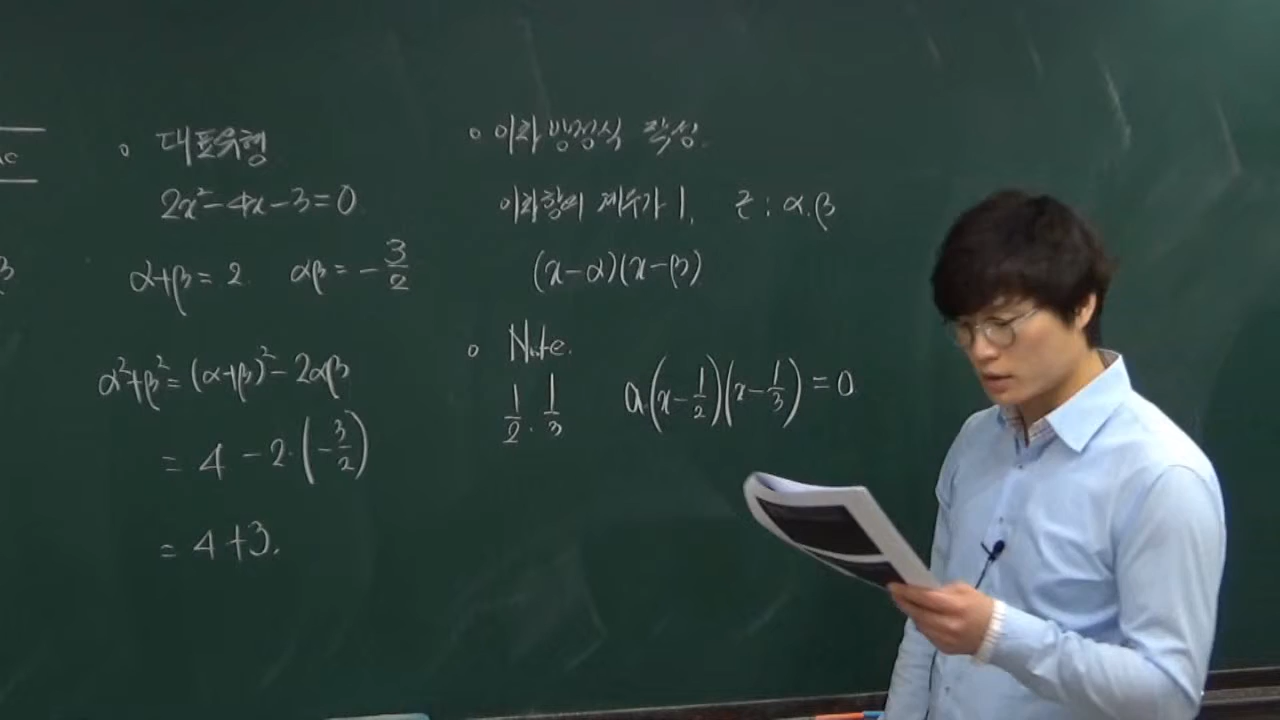 c
β
◦ 대표유형
2x²-4x-3=0
α+β=2. αβ=-3/2
α²+β²=(α+β)²-2αβ
= 4 -2·(-3/2)
= 4+3.
◦ 이차방정식 작성.
이차항의 계수가 1, 근: α.β
(x-α)(x-β)
◦ Note.
1/2 . 1/3 a.(x-1/2)(x-1/3)=0